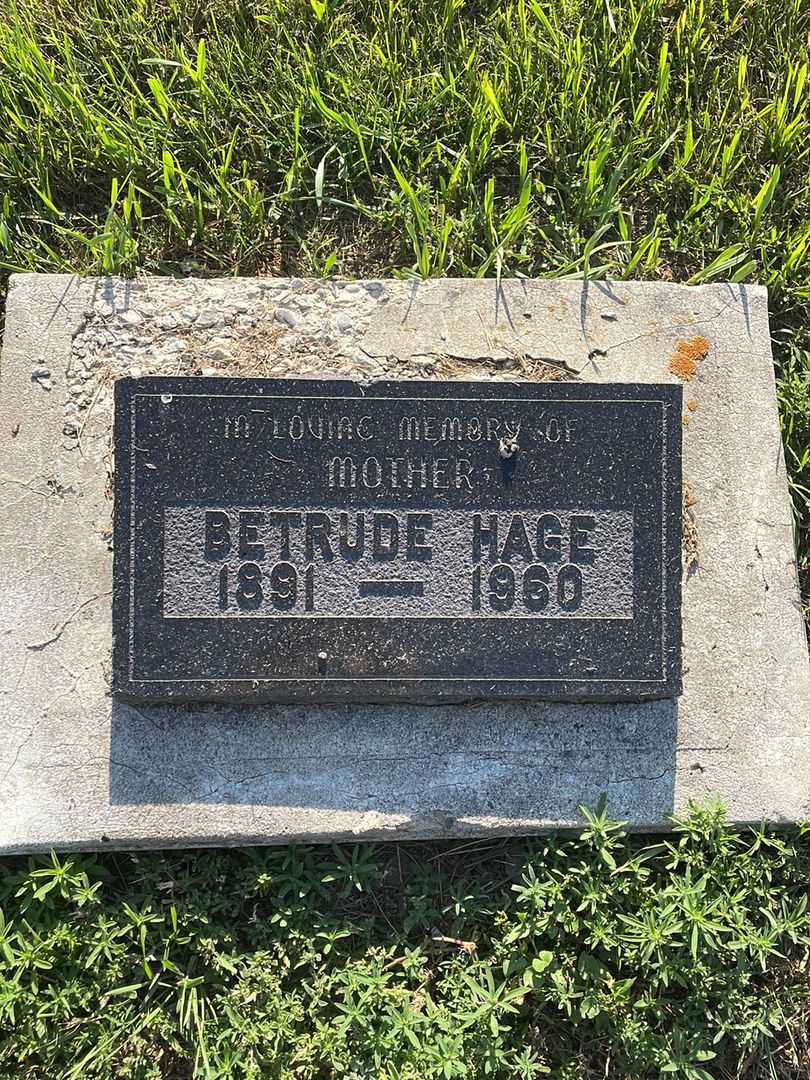 IN LOVING MEMORY OF
MOTHER
BETRUDE HAGE
1891 — 1960